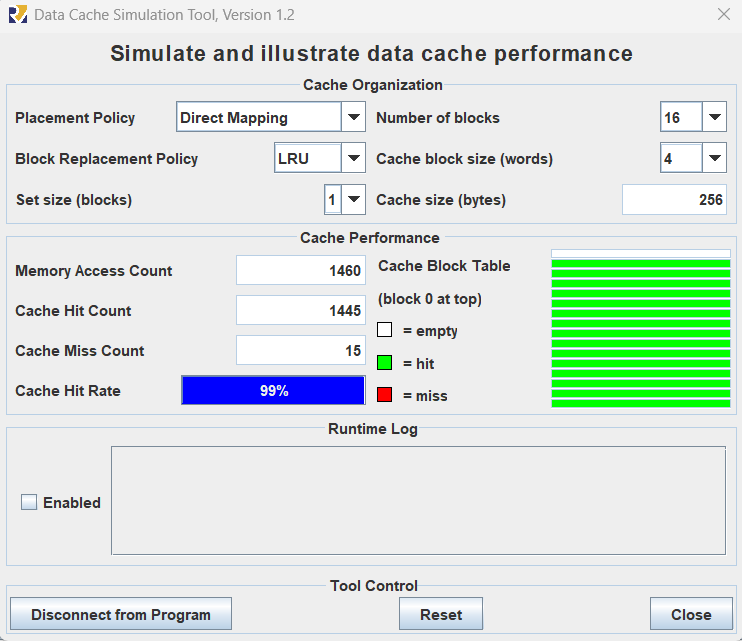 Data Cache Simulation Tool, Version 1.2
Simulate and illustrate data cache performance
Cache Organization
Placement Policy Direct Mapping Number of blocks 16
Block Replacement Policy LRU Cache block size (words) 4
Set size (blocks) 1 Cache size (bytes) 256
Cache Performance
Memory Access Count 1460 Cache Block Table
(block 0 at top)
Cache Hit Count 1445
= empty
Cache Miss Count 15
= hit
Cache Hit Rate 99%
= miss
Runtime Log
Enabled
Tool Control
Disconnect from Program Reset Close